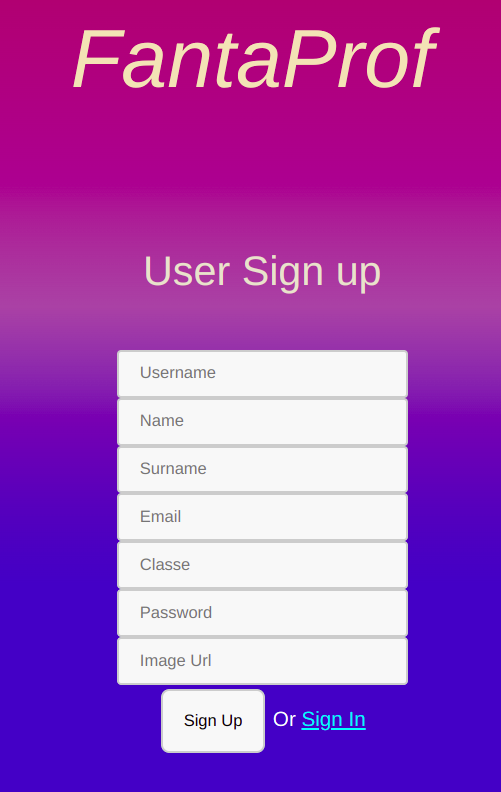 FantaProf
User Sign up
Username
Name
Surname
Email
Classe
Password
Image Url
Sign Up Or Sign In